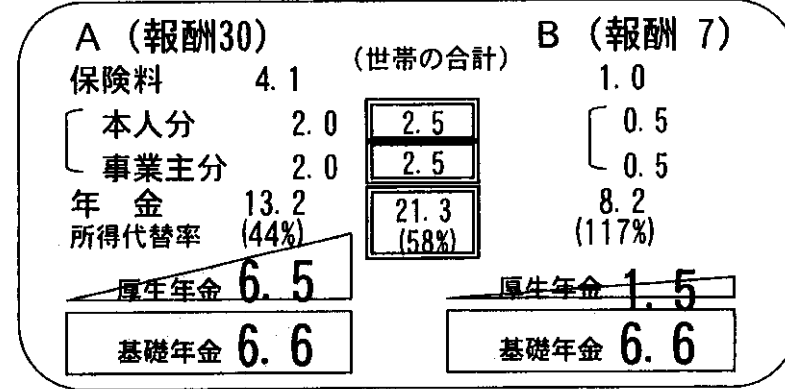 A (報酬30) (世帯の合計) B (報酬 7)
保険料 4.1 1.0
本人分 2.0 2.5 0.5
事業主分 2.0 2.5 0.5
年 金 13.2 21.3 8.2
所得代替率 (44%) (58%) (117%)
厚生年金 6.5 厚生年金 1.5
基礎年金 6.6 基礎年金 6.6